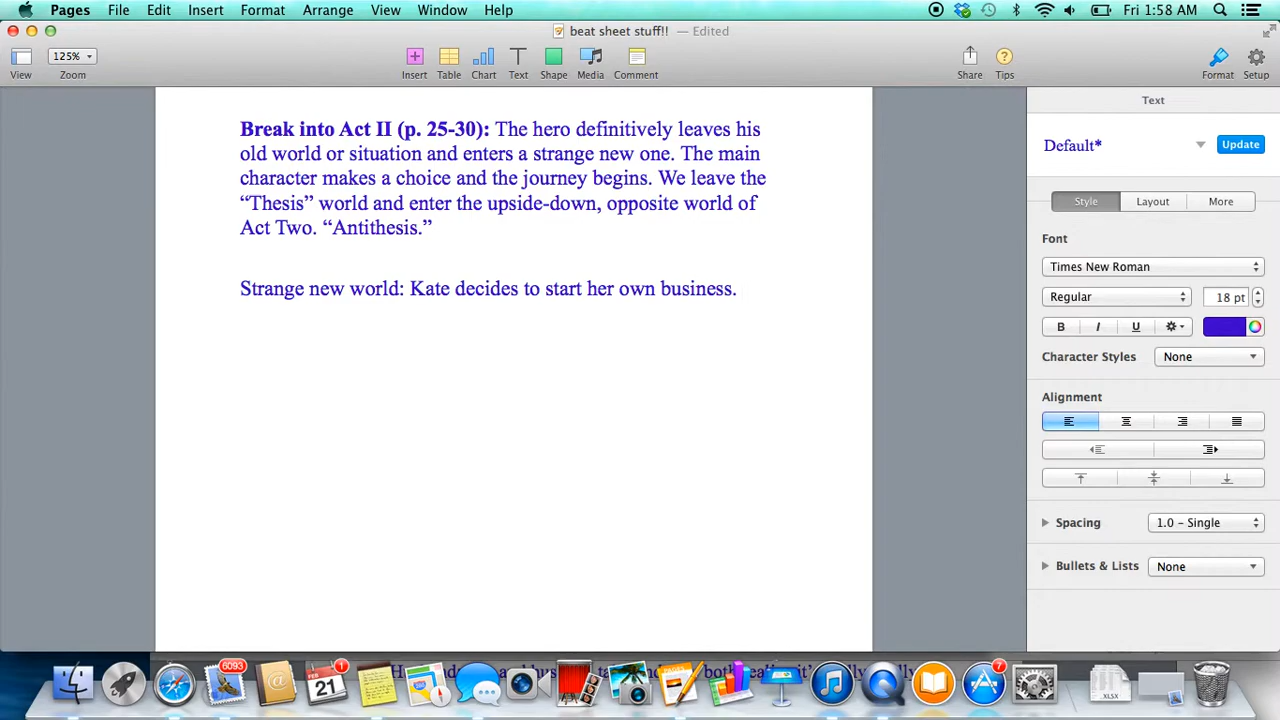 Pages File Edit Insert Format Arrange View Window Help Fri 1:58 AM
beat sheet stuff!! — Edited
125%
View Zoom Insert Table Chart Text Shape Media Comment Share Tips Format Setup
Break into Act II (p. 25-30): The hero definitively leaves his
old world or situation and enters a strange new one. The main
character makes a choice and the journey begins. We leave the
“Thesis” world and enter the upside-down, opposite world of
Act Two. “Antithesis.”
Strange new world: Kate decides to start her own business.
Text
Default* Update
Style Layout More
Font
Times New Roman
Regular 18 pt
B I U
Character Styles None
Alignment
Spacing 1.0 – Single
Bullets & Lists None
6093
1
21
7
XLSX